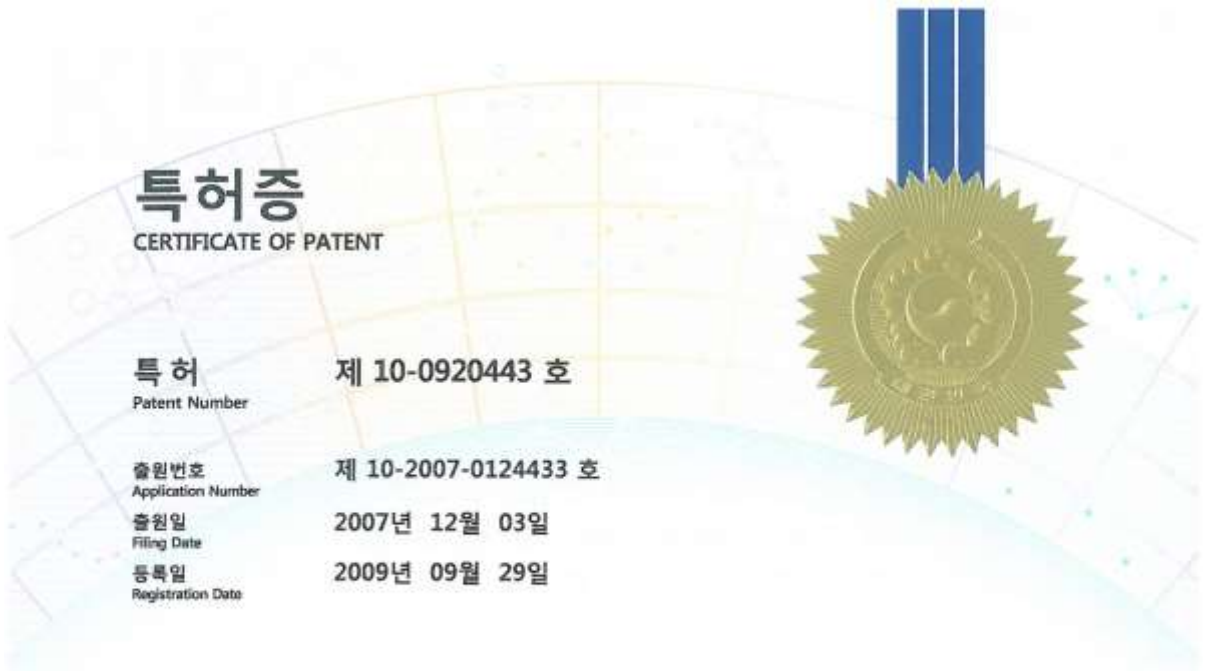 특허증
CERTIFICATE OF PATENT
특 허 제 10-0920443 호
Patent Number
출원번호 제 10-2007-0124433 호
Application Number
출원일 2007년 12월 03일
Filing Date
등록일 2009년 09월 29일
Registration Date